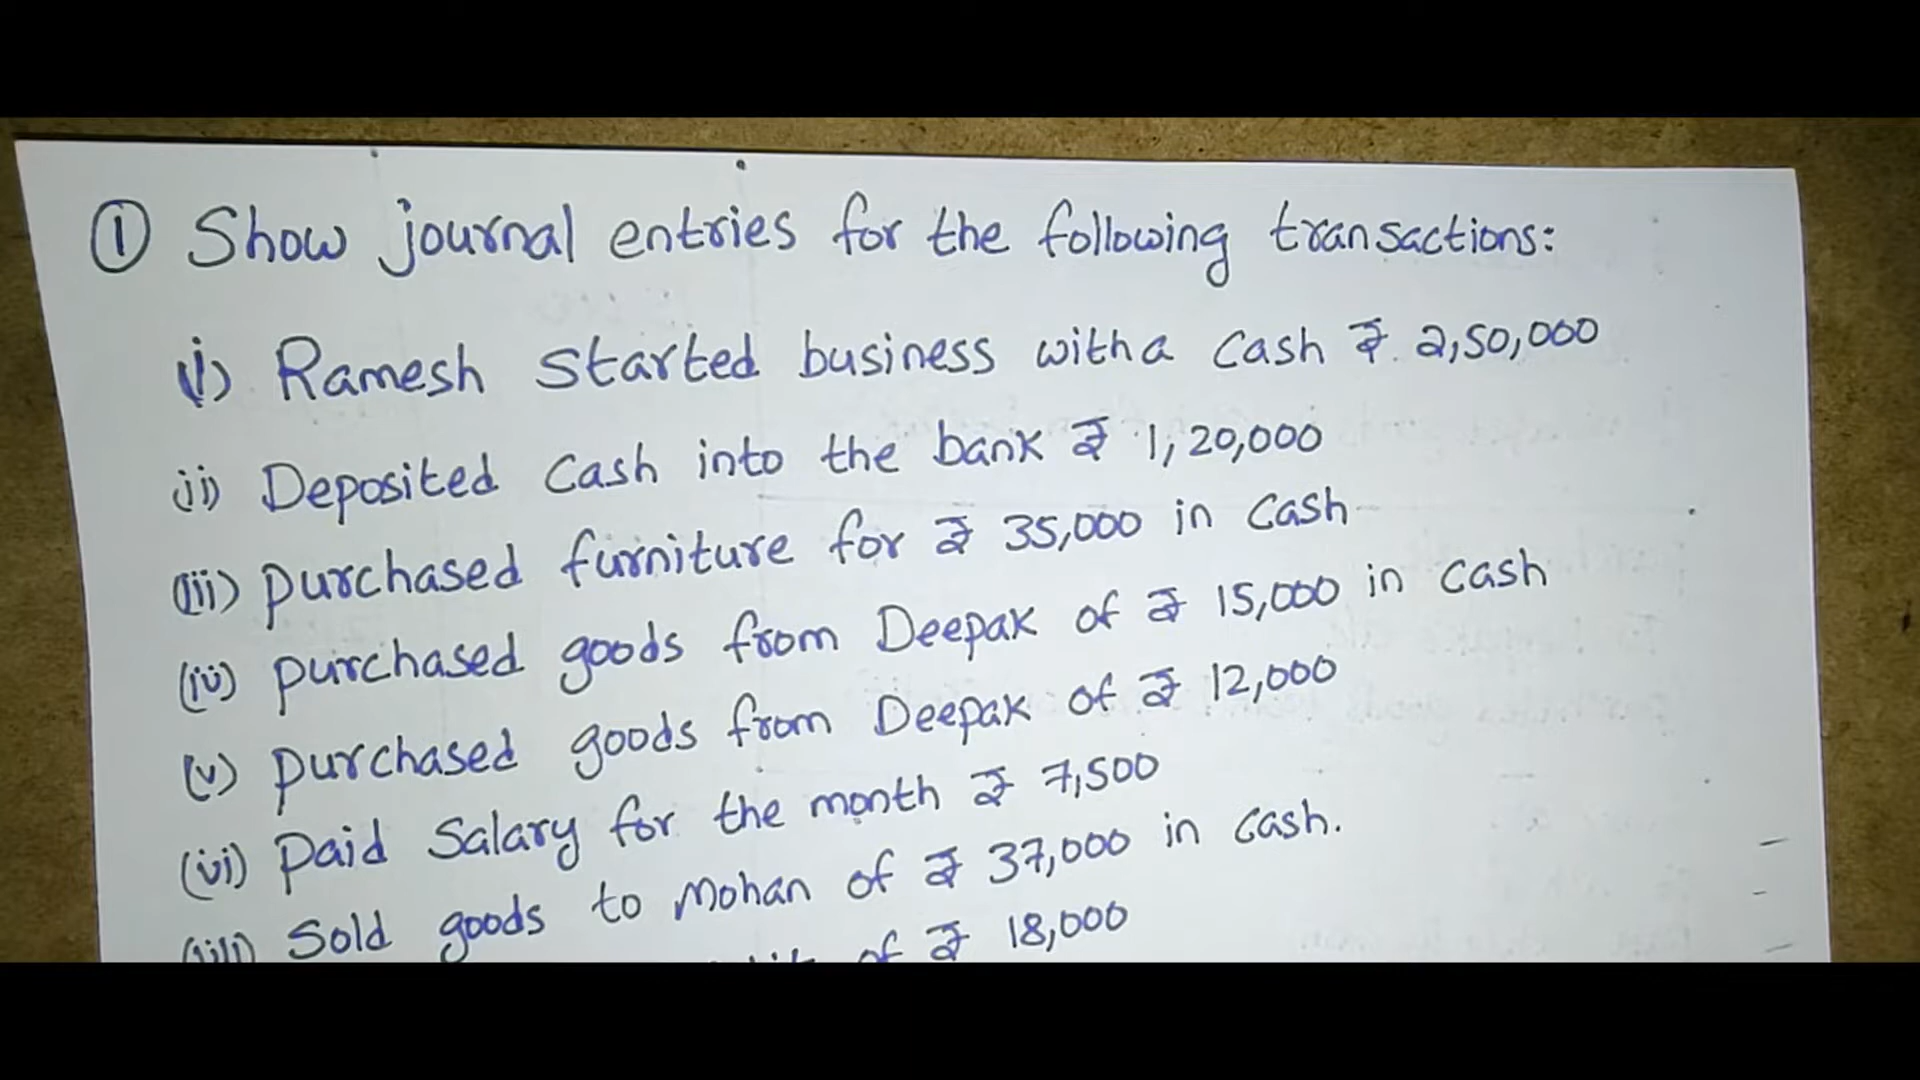 ① Show journal entries for the following transactions:
(i) Ramesh Started business with a Cash ₹ 2,50,000
(ii) Deposited Cash into the bank ₹ 1,20,000
(iii) purchased furniture for ₹ 35,000 in cash
(iv) purchased goods from Deepak of ₹ 15,000 in cash
(v) purchased goods from Deepak of ₹ 12,000
(vi) paid Salary for the month ₹ 7,500
Sold goods to Mohan of ₹ 37,000 in cash.
of ₹ 18,000